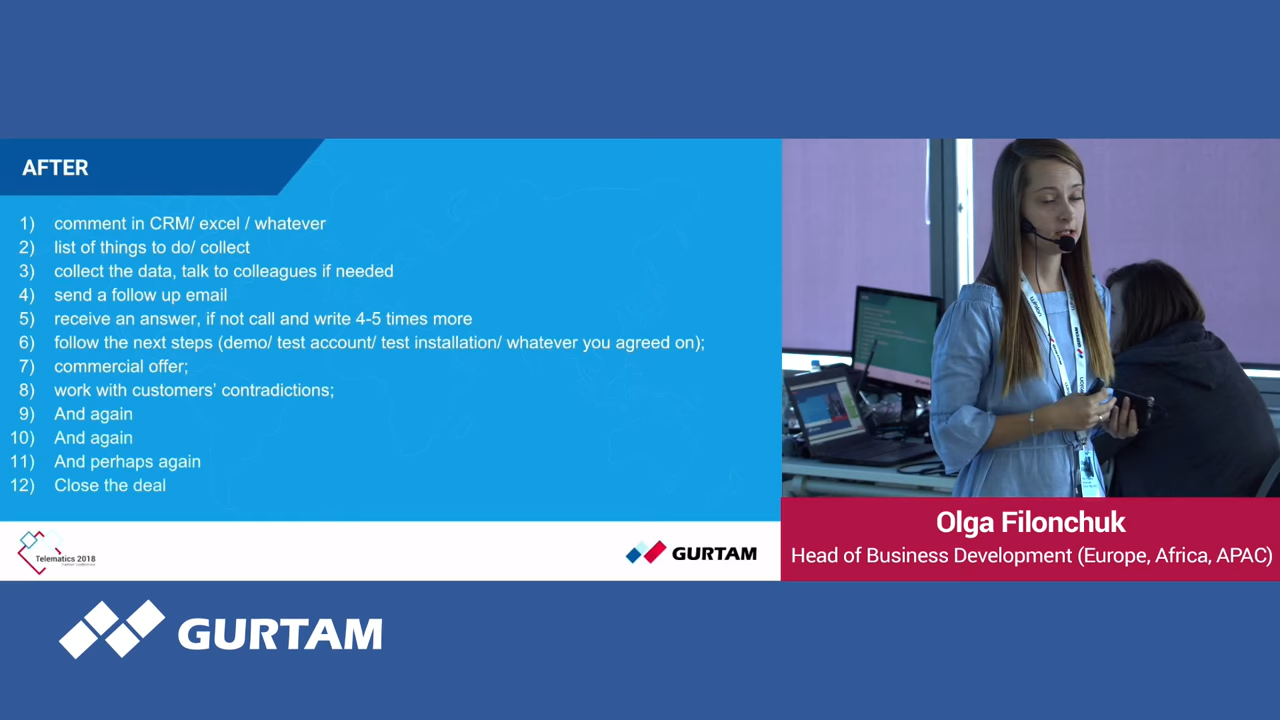 AFTER
1) comment in CRM/ excel / whatever
2) list of things to do/ collect
3) collect the data, talk to colleagues if needed
4) send a follow up email
5) receive an answer, if not call and write 4-5 times more
6) follow the next steps (demo/ test account/ test installation/ whatever you agreed on);
7) commercial offer;
8) work with customers’ contradictions;
9) And again
10) And again
11) And perhaps again
12) Close the deal
Telematics 2018
GURTAM
Olga Filonchuk
Head of Business Development (Europe, Africa, APAC)
GURTAM